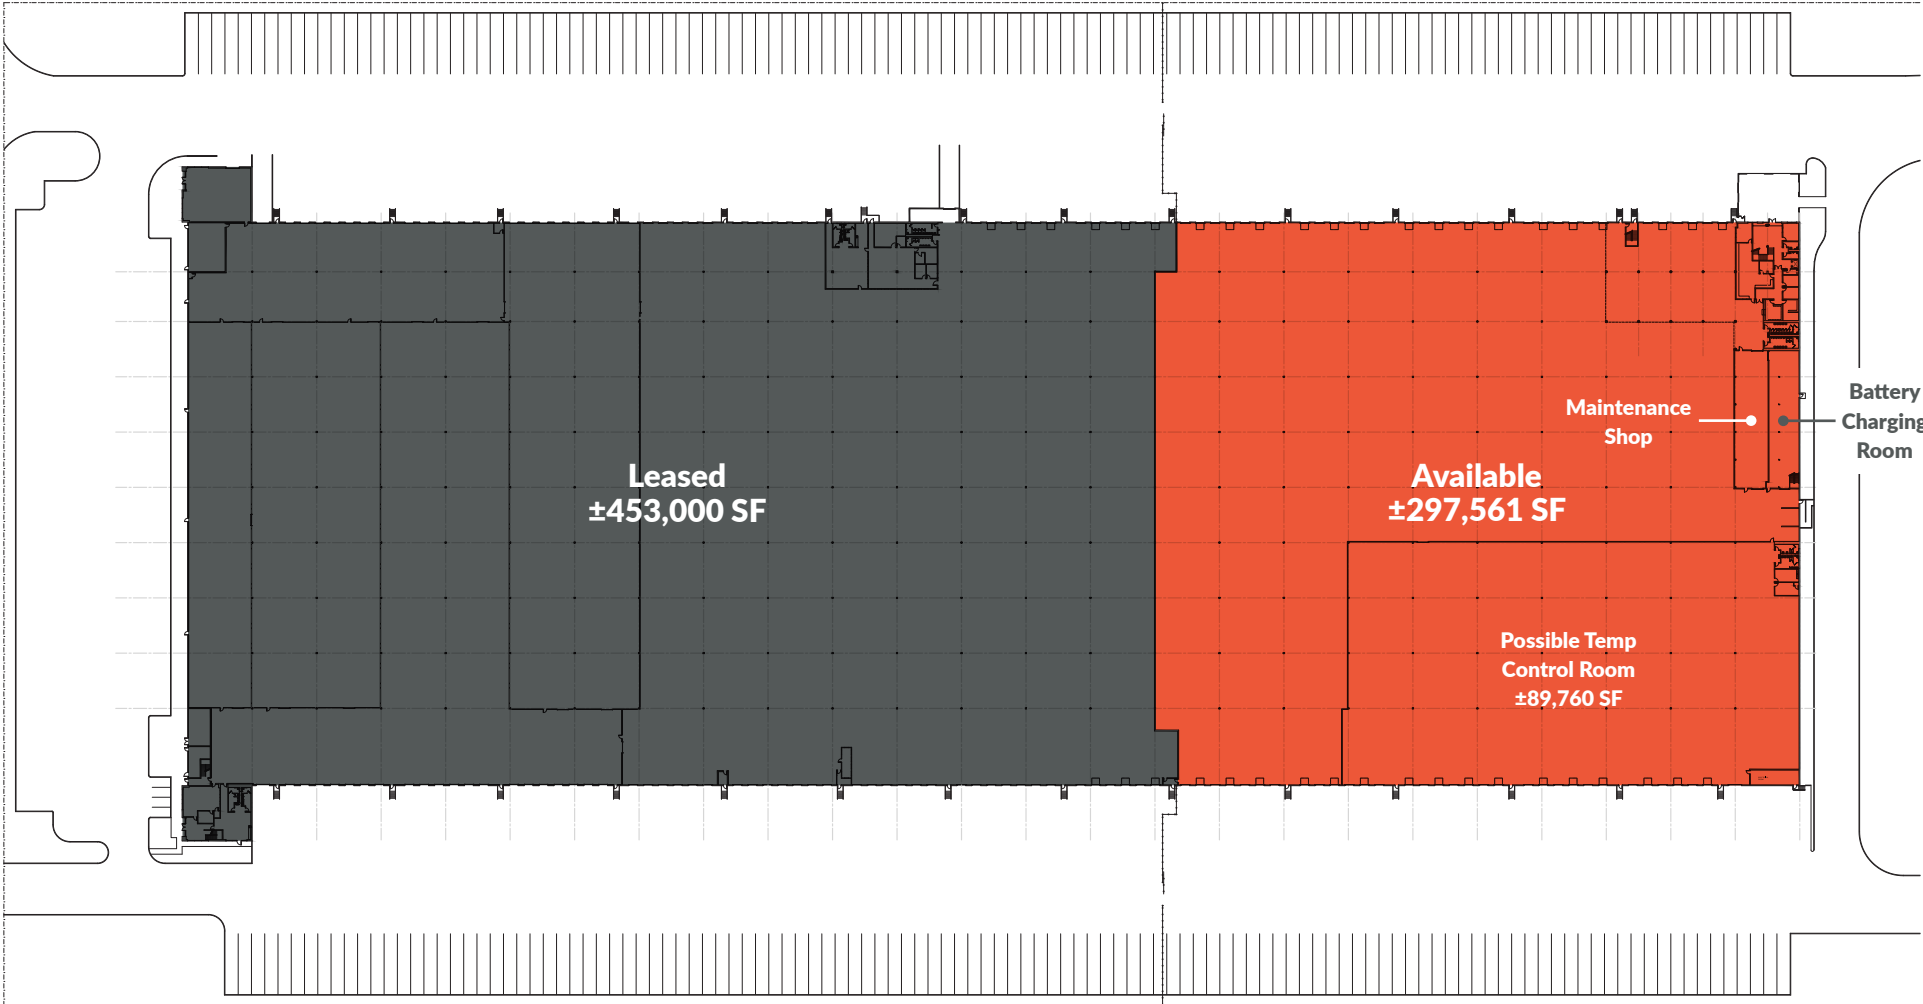 Leased
±453,000 SF
Available
±297,561 SF
Maintenance
Shop
Battery
Charging
Room
Possible Temp
Control Room
±89,760 SF